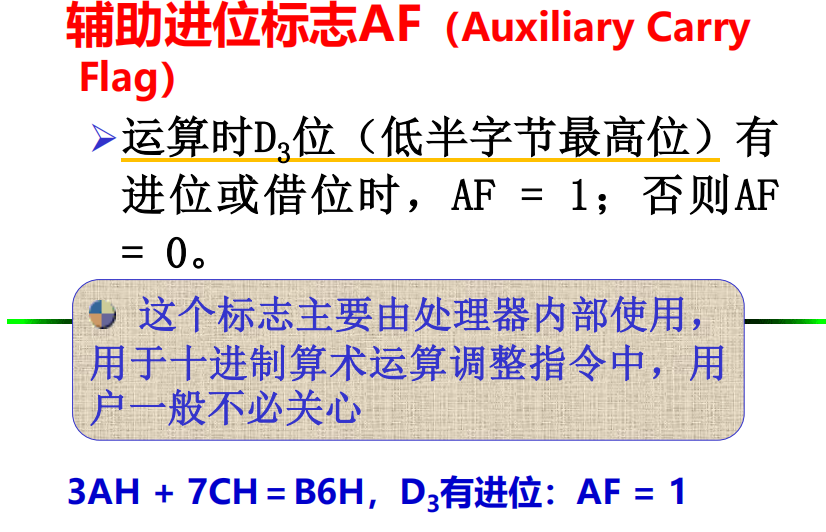 辅助进位标志AF（Auxiliary Carry
Flag）
运算时D₃位（低半字节最高位）有
进位或借位时，AF = 1；否则AF
= 0。
这个标志主要由处理器内部使用，
用于十进制算术运算调整指令中，用
户一般不必关心
3AH + 7CH＝B6H，D₃有进位：AF = 1